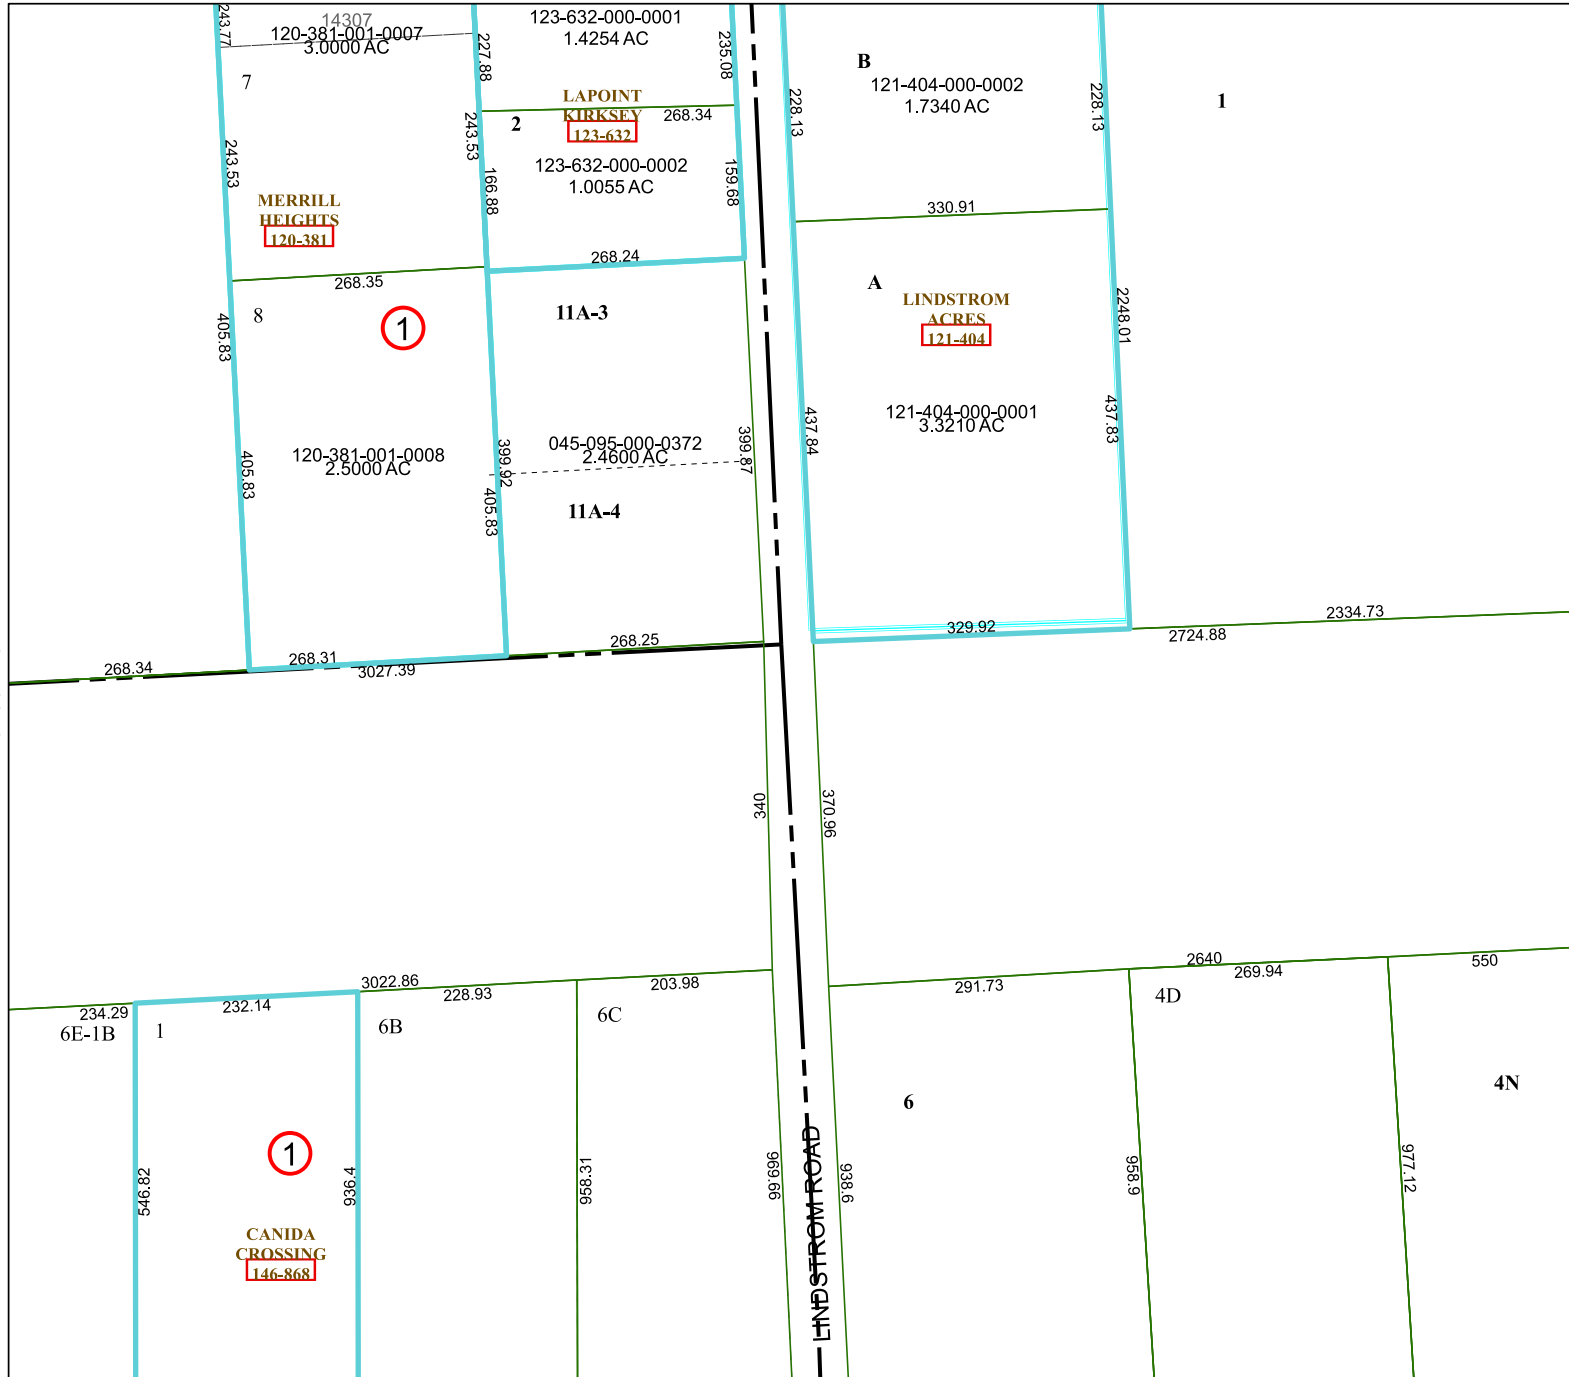 243.77
14307
120-381-001-0007
3.0000 AC
227.88
123-632-000-0001
1.4254 AC
235.08
7
LAPOINT
KIRKSEY
123-632
268.34
2
243.53
243.53
166.88
123-632-000-0002
1.0055 AC
159.68
MERRILL
HEIGHTS
120-381
268.35
268.24
B
121-404-000-0002
1.7340 AC
228.13
228.13
1
330.91
A
LINDSTROM
ACRES
121-404
2248.01
121-404-000-0001
3.3210 AC
437.84
437.83
329.92
2334.73
2724.88
8
1
405.83
405.83
120-381-001-0008
2.5000 AC
11A-3
045-095-000-0372
2.4600 AC
399.92
405.83
399.87
11A-4
268.25
268.34
268.31
3027.39
340
370.96
3022.86
234.29
232.14
228.93
203.98
6E-1B
1
6B
6C
2640
291.73
269.94
550
4D
6
4N
1
546.82
936.4
958.31
969.66
938.6
958.9
977.12
CANIDA
CROSSING
146-868
LINDSTROM ROAD